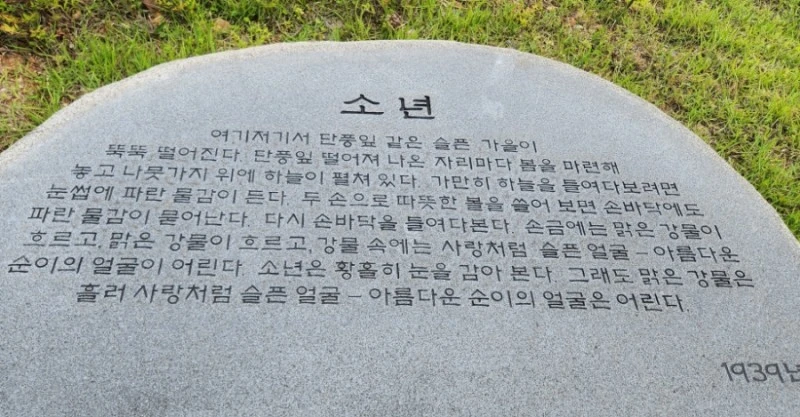 소년
여기저기서 단풍잎 같은 슬픈 가을이
뚝뚝 떨어진다. 단풍잎 떨어져 나온 자리마다 봄을 마련해
놓고 나뭇가지 위에 하늘이 펼쳐 있다. 가만히 하늘을 들여다보려면
눈썹에 파란 물감이 든다. 두 손으로 따뜻한 볼을 쓸어 보면 손바닥에도
파란 물감이 묻어난다. 다시 손바닥을 들여다본다. 손금에는 맑은 강물이
흐르고, 맑은 강물이 흐르고, 강물 속에는 사랑처럼 슬픈 얼굴 – 아름다운
순이의 얼굴이 어린다. 소년은 황홀히 눈을 감아 본다. 그래도 맑은 강물은
흘러 사랑처럼 슬픈 얼굴 – 아름다운 순이의 얼굴은 어린다.
1939년